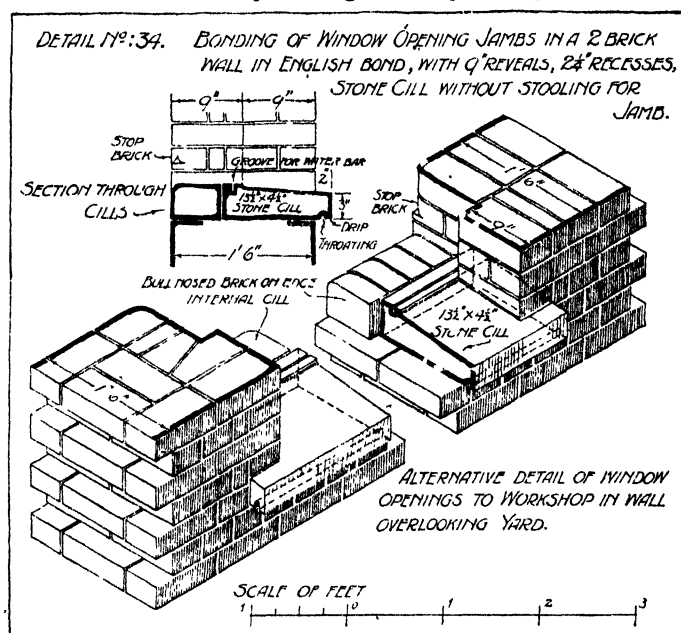 DETAIL Nº:34. BONDING OF WINDOW OPENING JAMBS IN A 2 BRICK
WALL IN ENGLISH BOND, WITH 9" REVEALS, 2¼" RECESSES,
STONE CILL WITHOUT STOOLING FOR
JAMB.
9" 9"
STOP
BRICK
GROOVE FOR WATER BAR
2"
SECTION THROUGH
CILLS
13½" x 4½"
STONE CILL
3"
DRIP
THROATING
1' 6"
STOP
BRICK
6"
9"
BULL NOSED BRICK ON EDGE
INTERNAL CILL
13½" x 4½"
STONE CILL
1' 6"
ALTERNATIVE DETAIL OF WINDOW
OPENINGS TO WORKSHOP IN WALL
OVERLOOKING YARD.
SCALE OF FEET
1 0 1 2 3